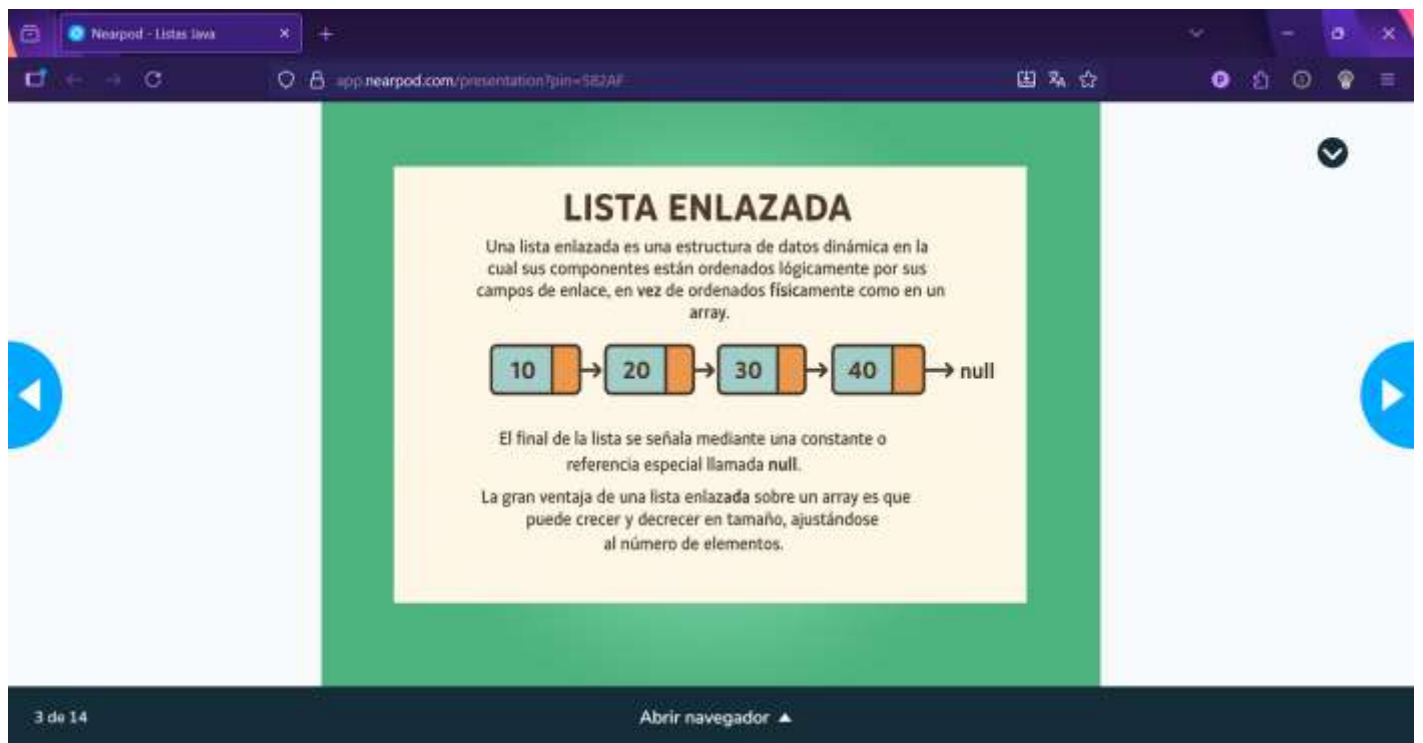 Nearpod - Listas Java
app.nearpod.com/presentation?pin=5B2AF
LISTA ENLAZADA
Una lista enlazada es una estructura de datos dinámica en la
cual sus componentes están ordenados lógicamente por sus
campos de enlace, en vez de ordenados físicamente como en un
array.
10 20 30 40 null
El final de la lista se señala mediante una constante o
referencia especial llamada null.
La gran ventaja de una lista enlazada sobre un array es que
puede crecer y decrecer en tamaño, ajustándose
al número de elementos.
3 de 14
Abrir navegador